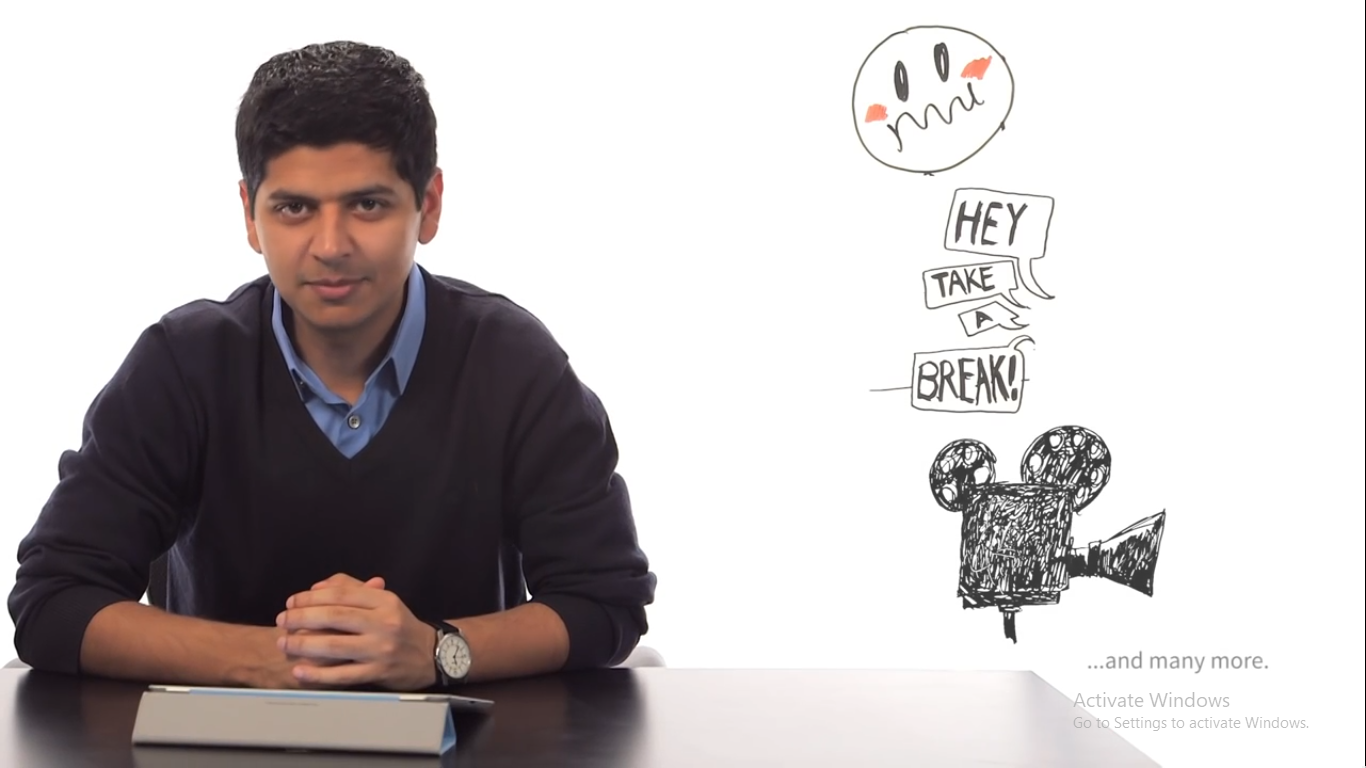 HEY
TAKE
A
BREAK!
...and many more.
Activate Windows
Go to Settings to activate Windows.